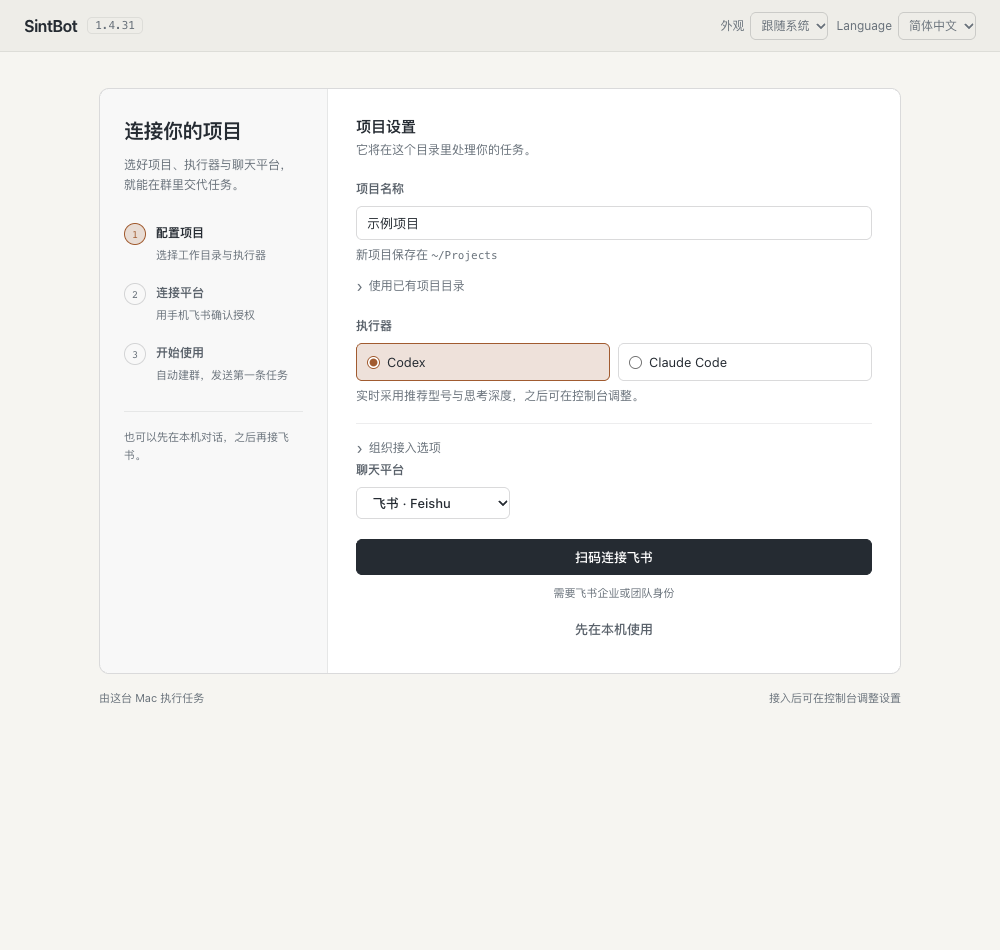 SintBot 1.4.31 外观 跟随系统 Language 简体中文
连接你的项目
选好项目、执行器与聊天平台，
就能在群里交代任务。
1 配置项目
选择工作目录与执行器
2 连接平台
用手机飞书确认授权
3 开始使用
自动建群，发送第一条任务
也可以先在本机对话，之后再接飞
书。
项目设置
它将在这个目录里处理你的任务。
项目名称
示例项目
新项目保存在 ~/Projects
› 使用已有项目目录
执行器
Codex Claude Code
实时采用推荐型号与思考深度，之后可在控制台调整。
› 组织接入选项
聊天平台
飞书 · Feishu
扫码连接飞书
需要飞书企业或团队身份
先在本机使用
由这台 Mac 执行任务 接入后可在控制台调整设置